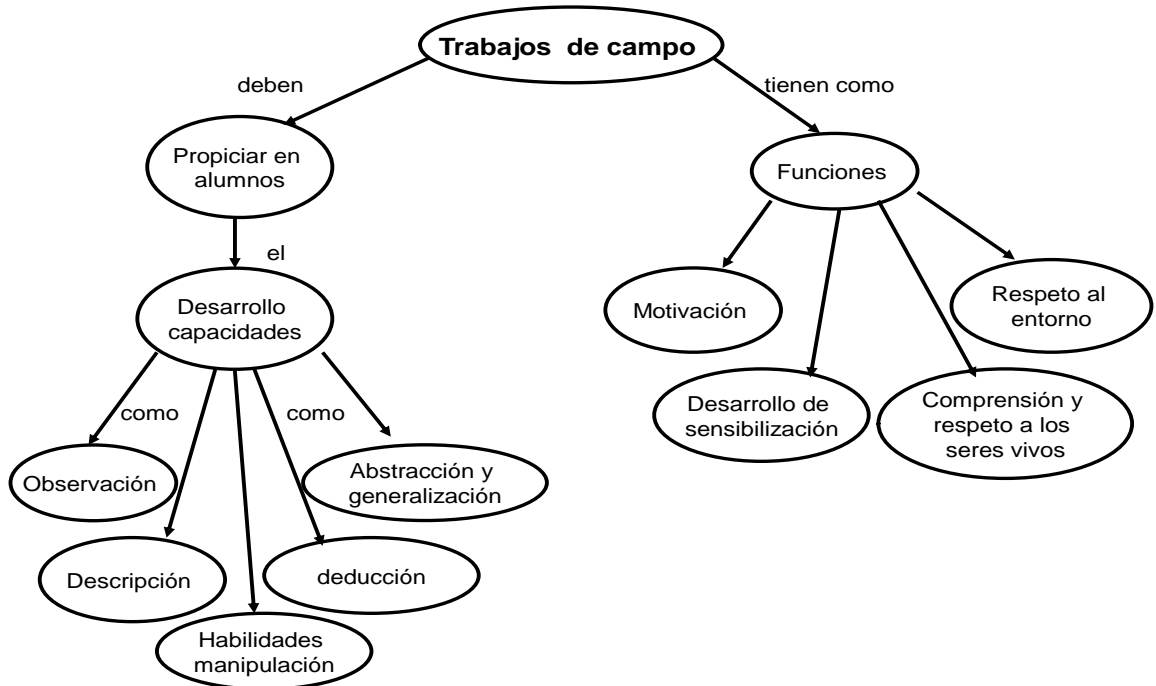 Trabajos de campo
deben
tienen como
Propiciar en
alumnos
Funciones
el
Desarrollo
capacidades
Motivación
Respeto al
entorno
como
como
Desarrollo de
sensibilización
Comprensión y
respeto a los
seres vivos
Observación
Abstracción y
generalización
Descripción
deducción
Habilidades
manipulación